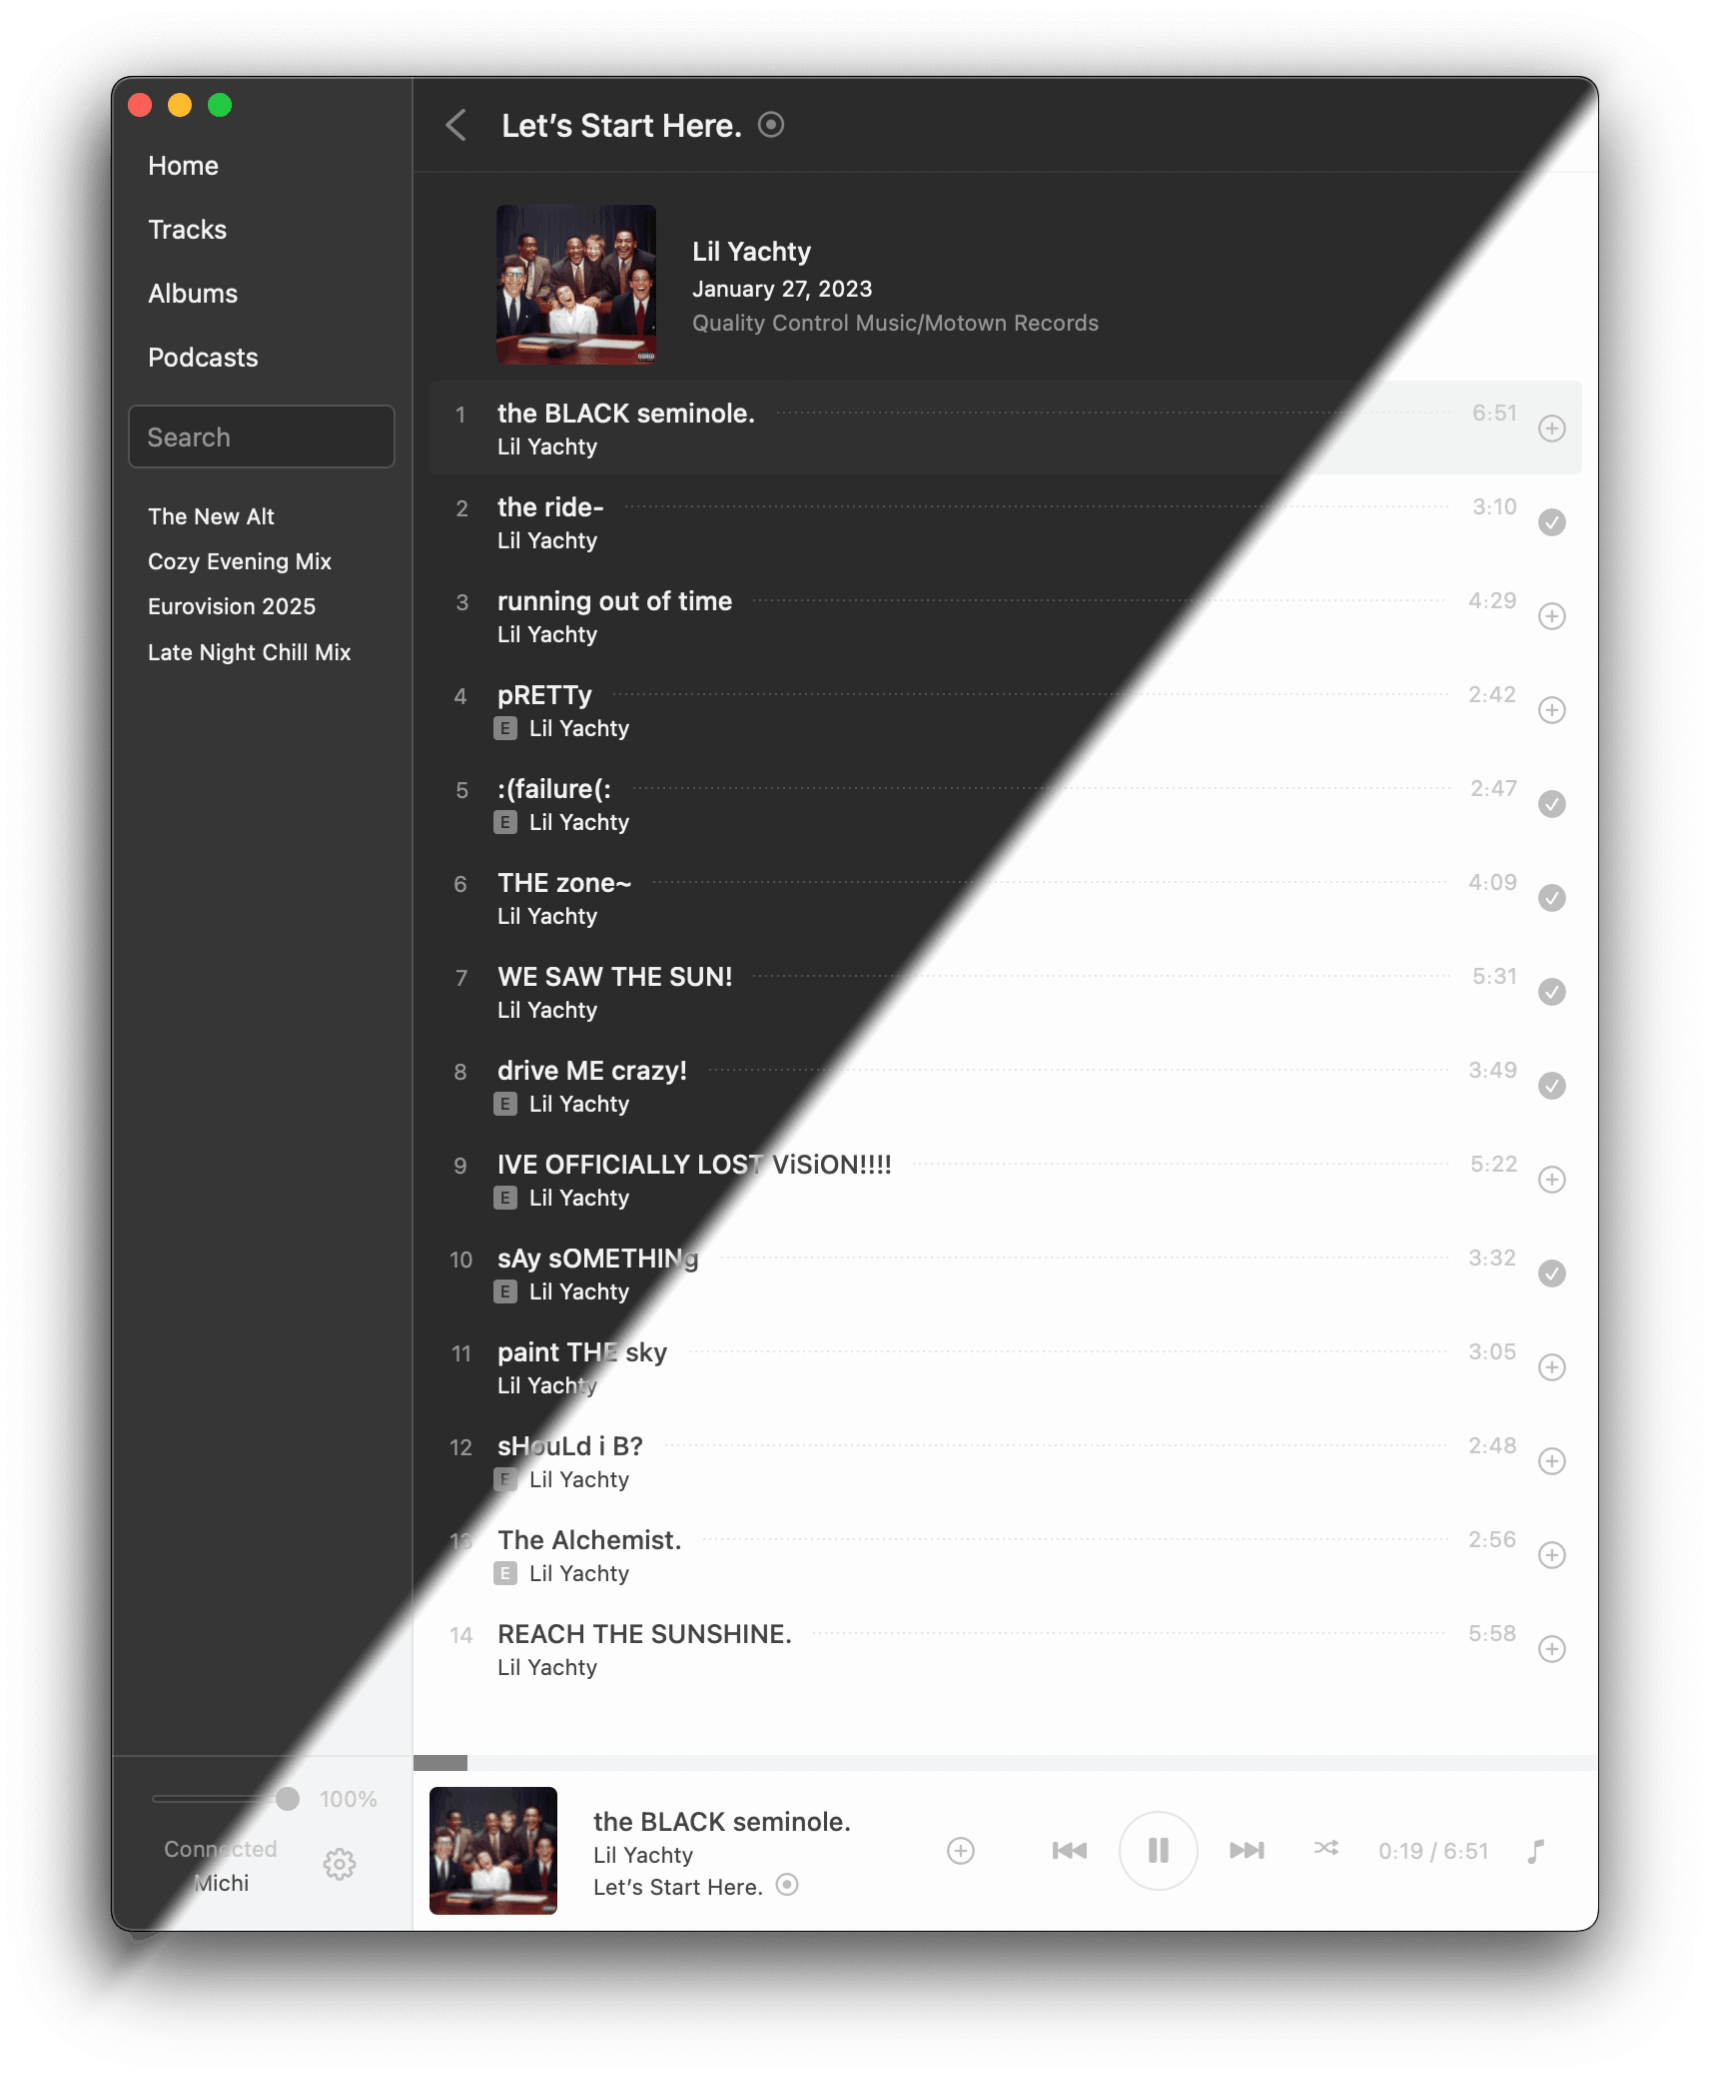 Home
Tracks
Albums
Podcasts
Search
The New Alt
Cozy Evening Mix
Eurovision 2025
Late Night Chill Mix
Let’s Start Here.
Lil Yachty
January 27, 2023
Quality Control Music/Motown Records
1 the BLACK seminole. 6:51
Lil Yachty
2 the ride- 3:10
Lil Yachty
3 running out of time 4:29
Lil Yachty
4 pRETTy 2:42
E Lil Yachty
5 :(failure(: 2:47
E Lil Yachty
6 THE zone~ 4:09
Lil Yachty
7 WE SAW THE SUN! 5:31
Lil Yachty
8 drive ME crazy! 3:49
E Lil Yachty
9 IVE OFFICIALLY LOST ViSiON!!!! 5:22
E Lil Yachty
10 sAy sOMETHINg 3:32
E Lil Yachty
11 paint THE sky 3:05
Lil Yachty
12 sHouLd i B? 2:48
E Lil Yachty
13 The Alchemist. 2:56
E Lil Yachty
14 REACH THE SUNSHINE. 5:58
Lil Yachty
100%
Connected
Michi
the BLACK seminole.
Lil Yachty
Let’s Start Here.
0:19 / 6:51